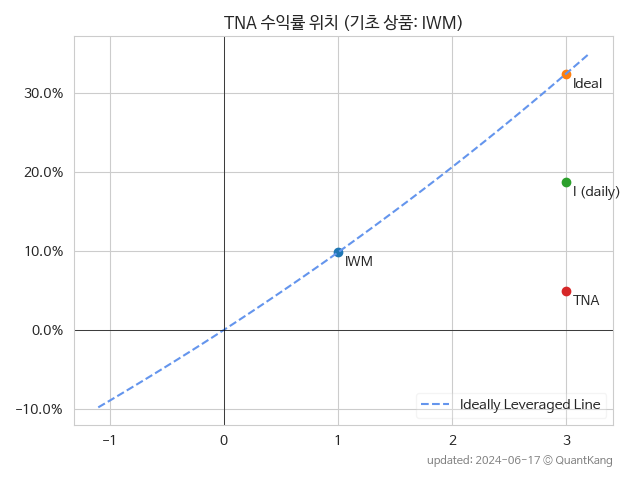 TNA 수익률 위치 (기초 상품: IWM)
30.0%
20.0%
10.0%
0.0%
−10.0%
Ideal
I (daily)
IWM
TNA
Ideally Leveraged Line
−1
0
1
2
3
updated: 2024-06-17 © QuantKang